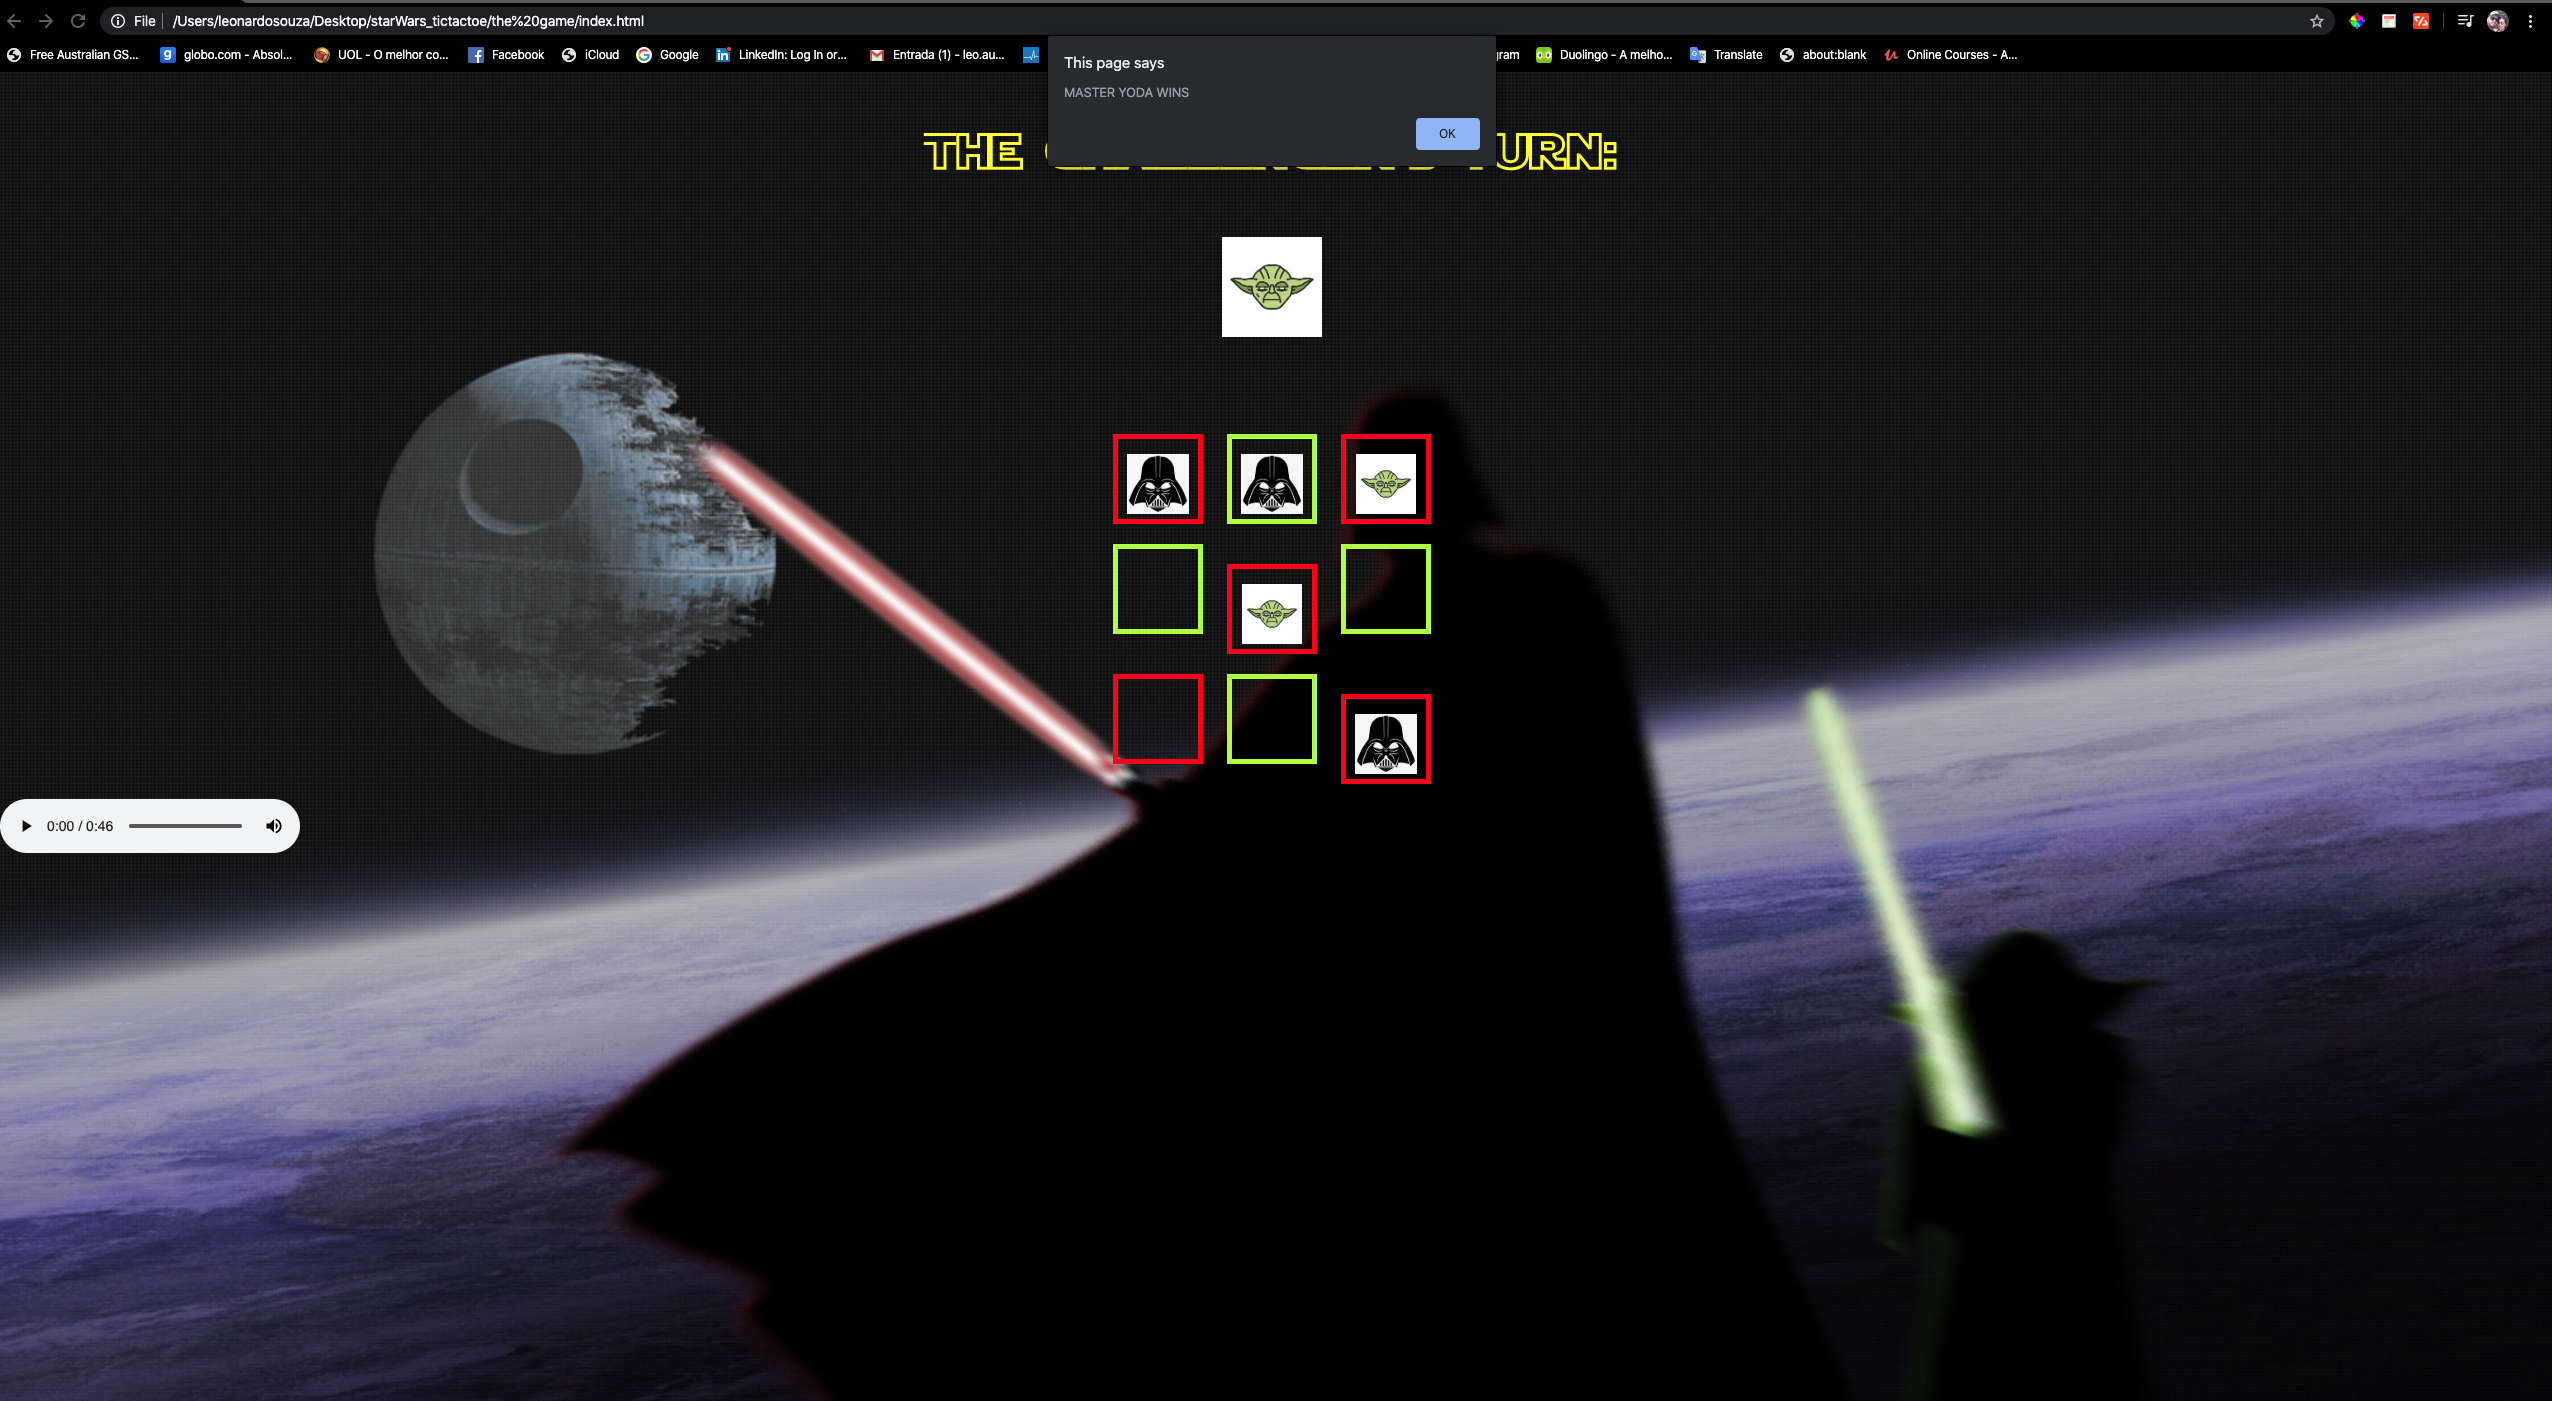 File /Users/leonardosouza/Desktop/starWars_tictactoe/the%20game/index.html
Free Australian GS... globo.com - Absol... UOL - O melhor co... Facebook iCloud Google LinkedIn: Log In or... Entrada (1) - leo.au... gram Duolingo - A melho... Translate about:blank Online Courses - A...
This page says
MASTER YODA WINS
OK
THE TURN:
0:00 / 0:46